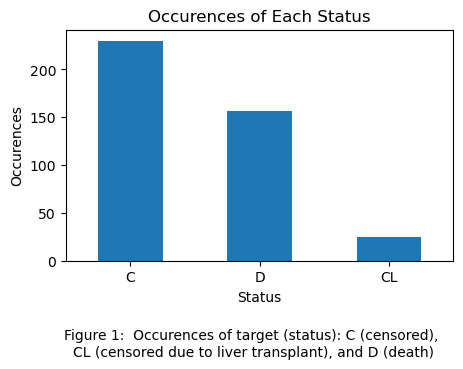 Occurences of Each Status
Occurences
200
150
100
50
0
C D CL
Status
Figure 1:  Occurences of target (status): C (censored),
CL (censored due to liver transplant), and D (death)